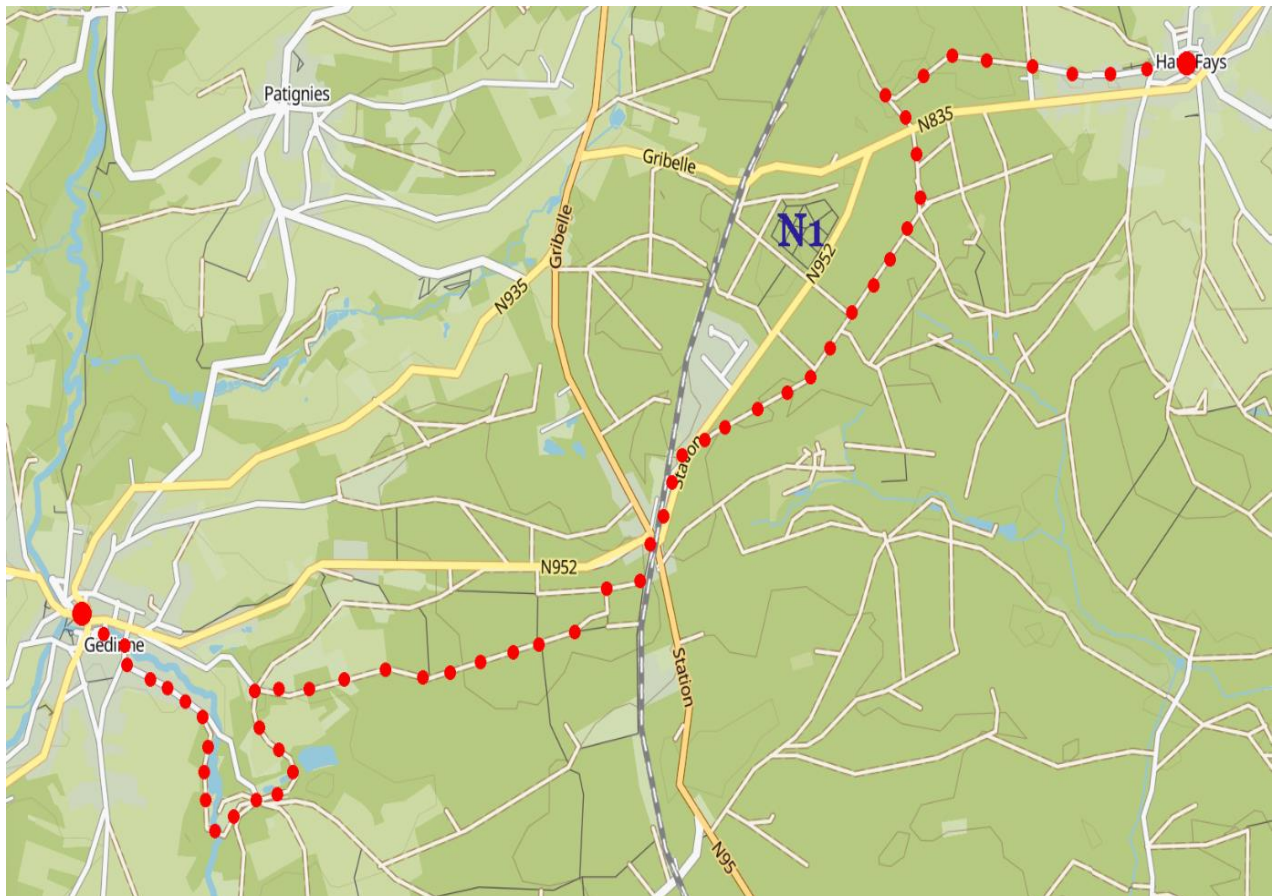 Haut-Fays
Patignies
N835
Gribelle
N1
Gribelle
N952
N935
Station
N952
Gedinne
Station
N95